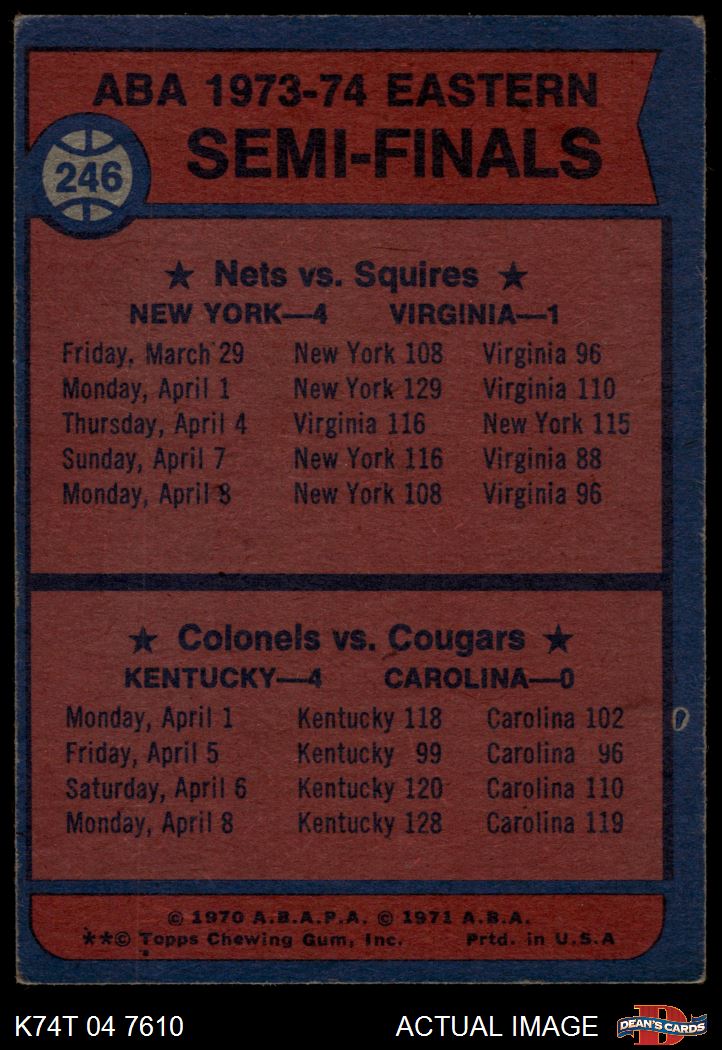 ABA 1973-74 EASTERN
SEMI-FINALS
246
★ Nets vs. Squires ★
NEW YORK—4 VIRGINIA—1
Friday, March 29 New York 108 Virginia 96
Monday, April 1 New York 129 Virginia 110
Thursday, April 4 Virginia 116 New York 115
Sunday, April 7 New York 116 Virginia 88
Monday, April 8 New York 108 Virginia 96
★ Colonels vs. Cougars ★
KENTUCKY—4 CAROLINA—0
Monday, April 1 Kentucky 118 Carolina 102
Friday, April 5 Kentucky 99 Carolina 96
Saturday, April 6 Kentucky 120 Carolina 110
Monday, April 8 Kentucky 128 Carolina 119
0
© 1970 A.B.A.P.A. © 1971 A.B.A.
**© Topps Chewing Gum, Inc. Prtd. in U.S.A
K74T 04 7610 ACTUAL IMAGE D DEAN'S CARDS